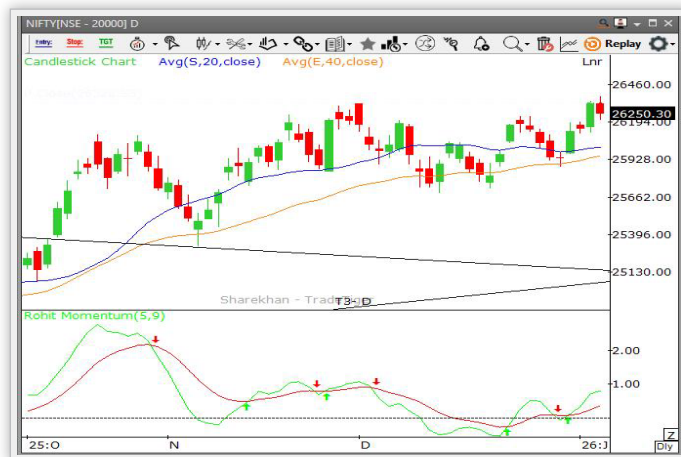 NIFTY[NSE - 20000] D
Entry: Stop: TGT Replay
Candlestick Chart Avg(S,20,close) Avg(E,40,close) Lnr
26460.00
26250.30
26194.00
25928.00
25662.00
25396.00
25130.00
Sharekhan - TradeTiger
T3- D
Rohit Momentum(5,9)
2.00
1.00
25:O N D 26:J
Z
Dly